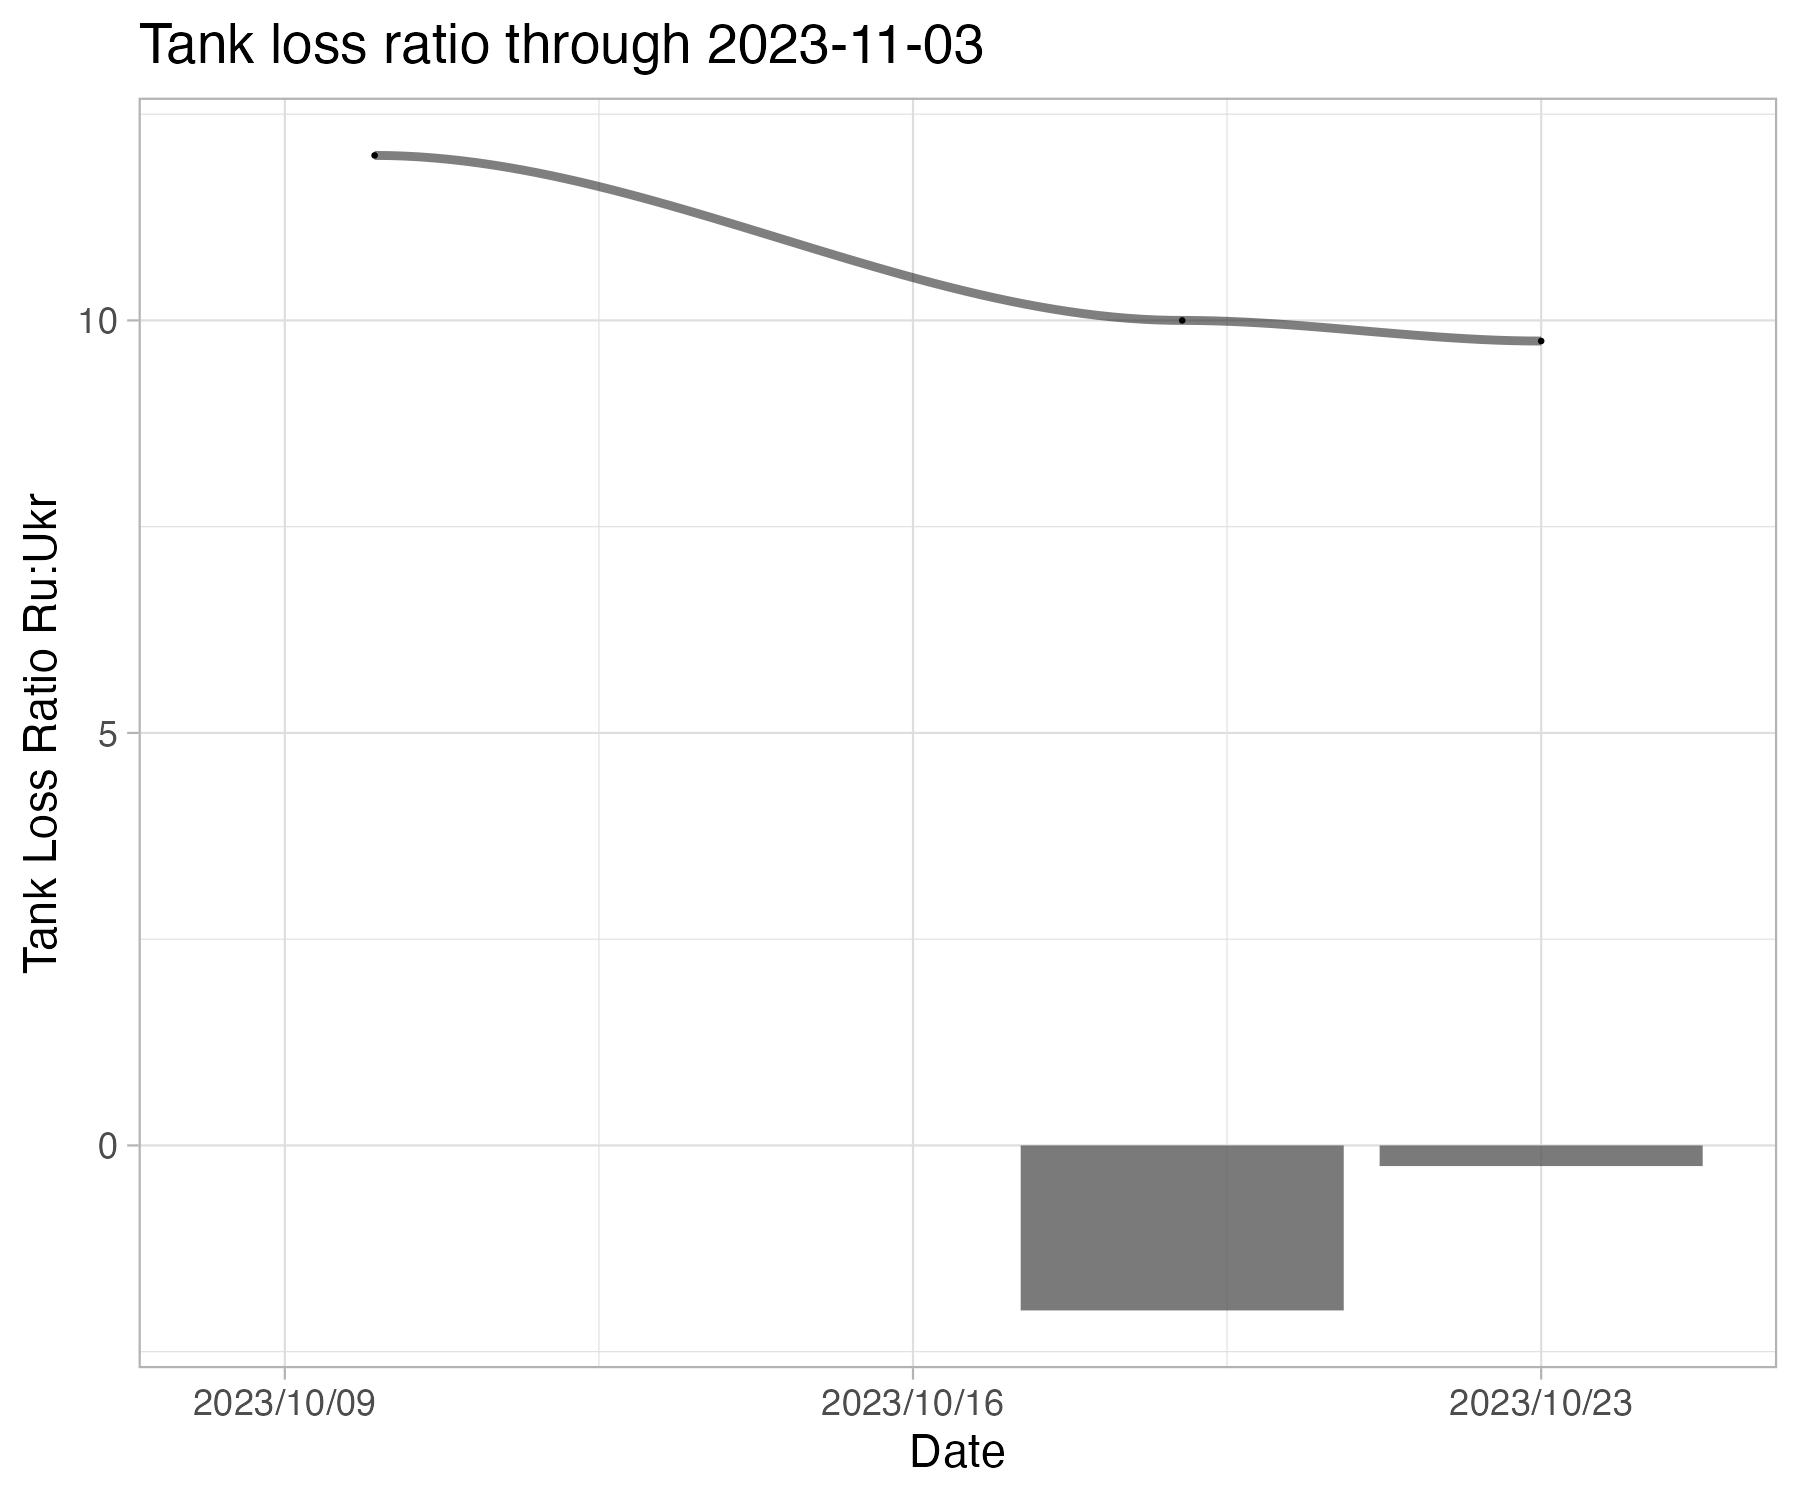 Tank loss ratio through 2023-11-03
Tank Loss Ratio Ru:Ukr
10
5
0
2023/10/09
2023/10/16
2023/10/23
Date